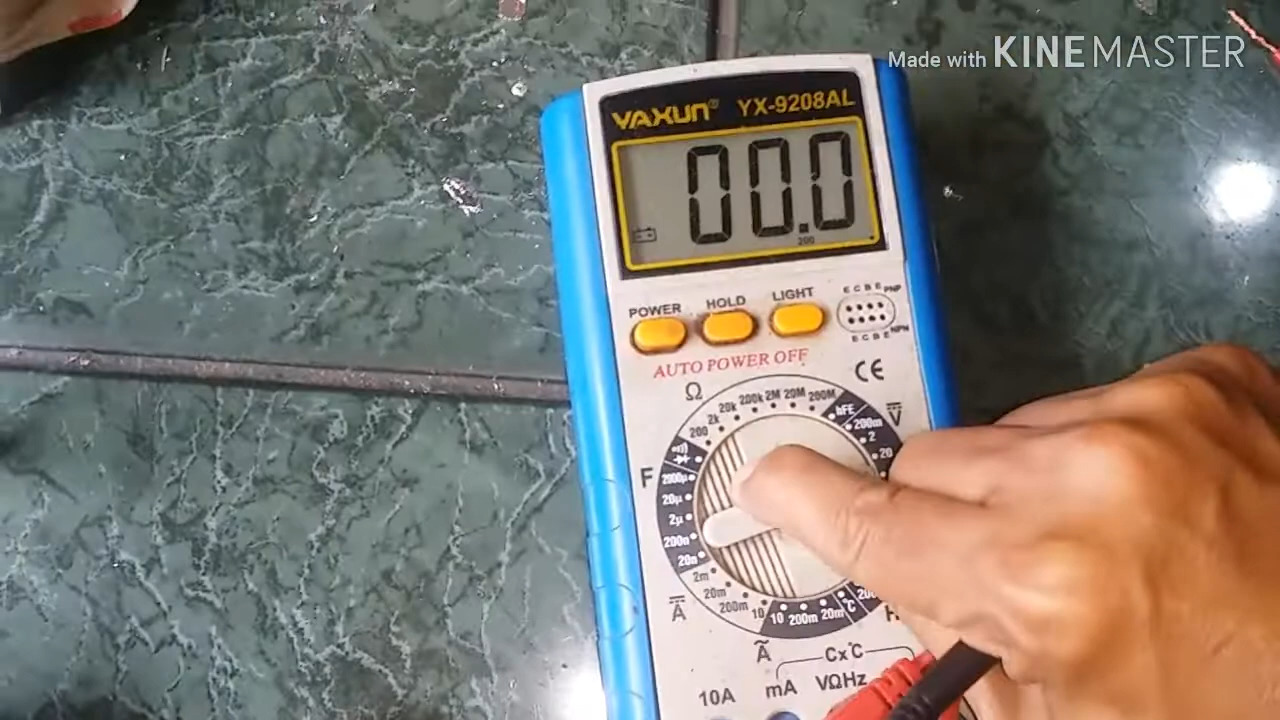 Made with KINEMASTER
YAXUN® YX-9208AL
00.0
200
POWER HOLD LIGHT
E C B E PNP
E C B E NPN
AUTO POWER OFF
CE
Ω
200 2k 20k 200k 2M 20M 200M
hFE
V
200m
2
20
F
2000µ
20µ
2µ
200n
20n
A
2m
20m
200m
10
A
10 200m 20m °C
Cx°C
10A mA VΩHz